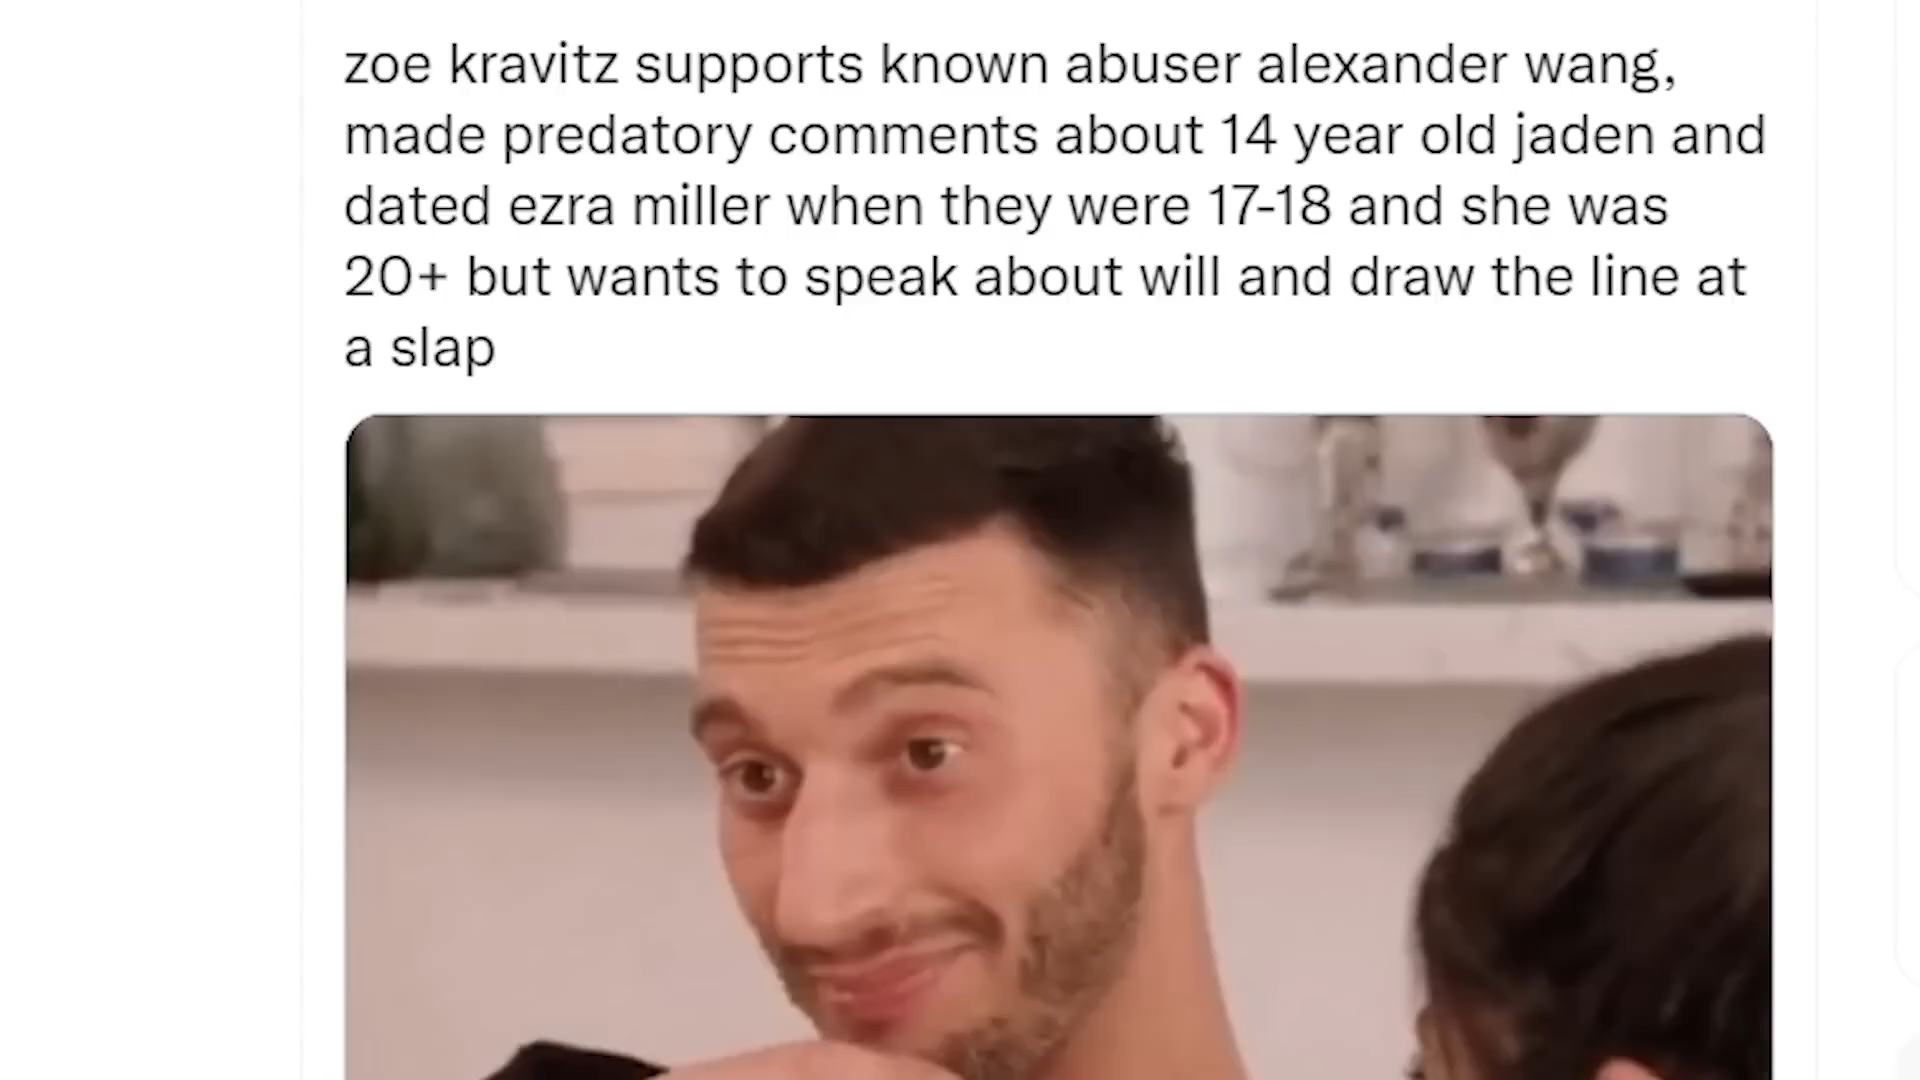 zoe kravitz supports known abuser alexander wang,
made predatory comments about 14 year old jaden and
dated ezra miller when they were 17-18 and she was
20+ but wants to speak about will and draw the line at
a slap